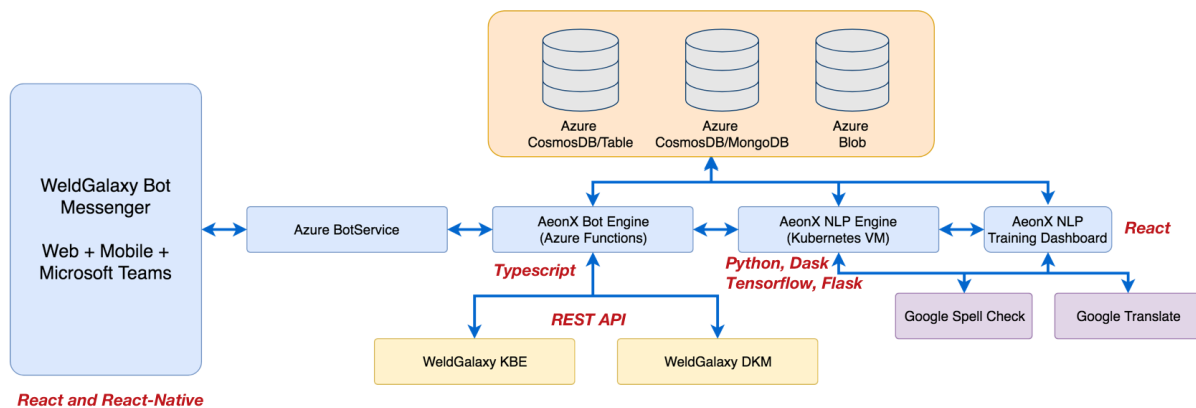 Azure
CosmosDB/Table
Azure
CosmosDB/MongoDB
Azure
Blob
WeldGalaxy Bot
Messenger
Web + Mobile +
Microsoft Teams
Azure BotService
AeonX Bot Engine
(Azure Functions)
AeonX NLP Engine
(Kubernetes VM)
AeonX NLP
Training Dashboard
React
Typescript
Python, Dask
Tensorflow, Flask
REST API
Google Spell Check
Google Translate
WeldGalaxy KBE
WeldGalaxy DKM
React and React-Native